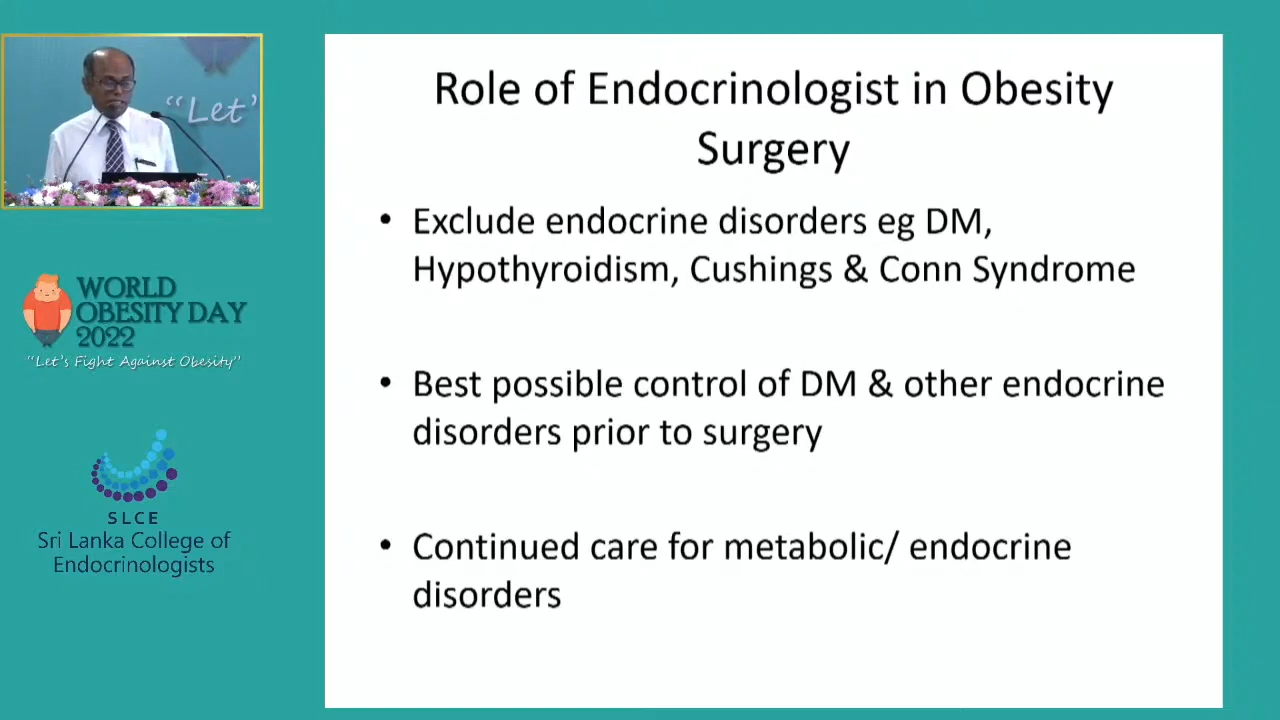 “Let’
WORLD
OBESITY DAY
2022
“Let’s Fight Against Obesity”
SLCE
Sri Lanka College of
Endocrinologists
Role of Endocrinologist in Obesity
Surgery
• Exclude endocrine disorders eg DM,
Hypothyroidism, Cushings & Conn Syndrome
• Best possible control of DM & other endocrine
disorders prior to surgery
• Continued care for metabolic/ endocrine
disorders